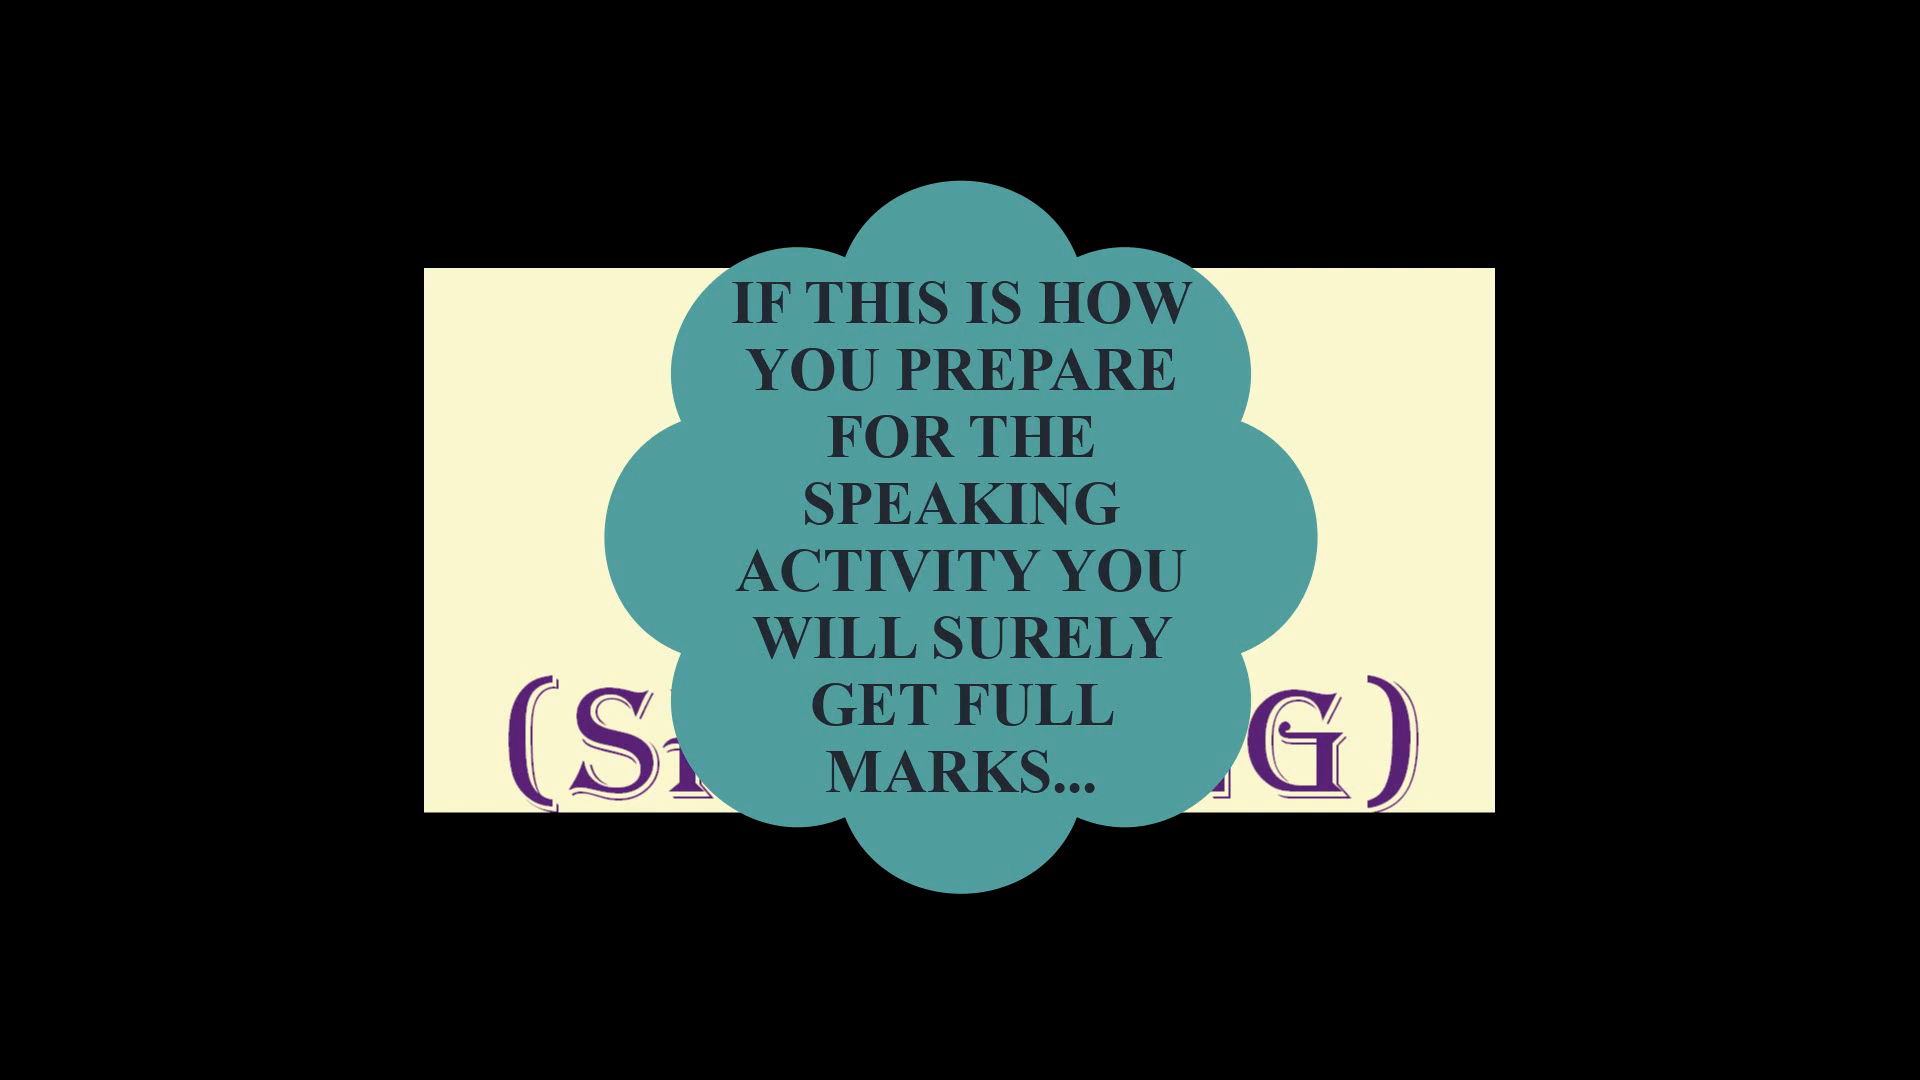 IF THIS IS HOW
YOU PREPARE
FOR THE
SPEAKING
ACTIVITY YOU
WILL SURELY
GET FULL
MARKS...